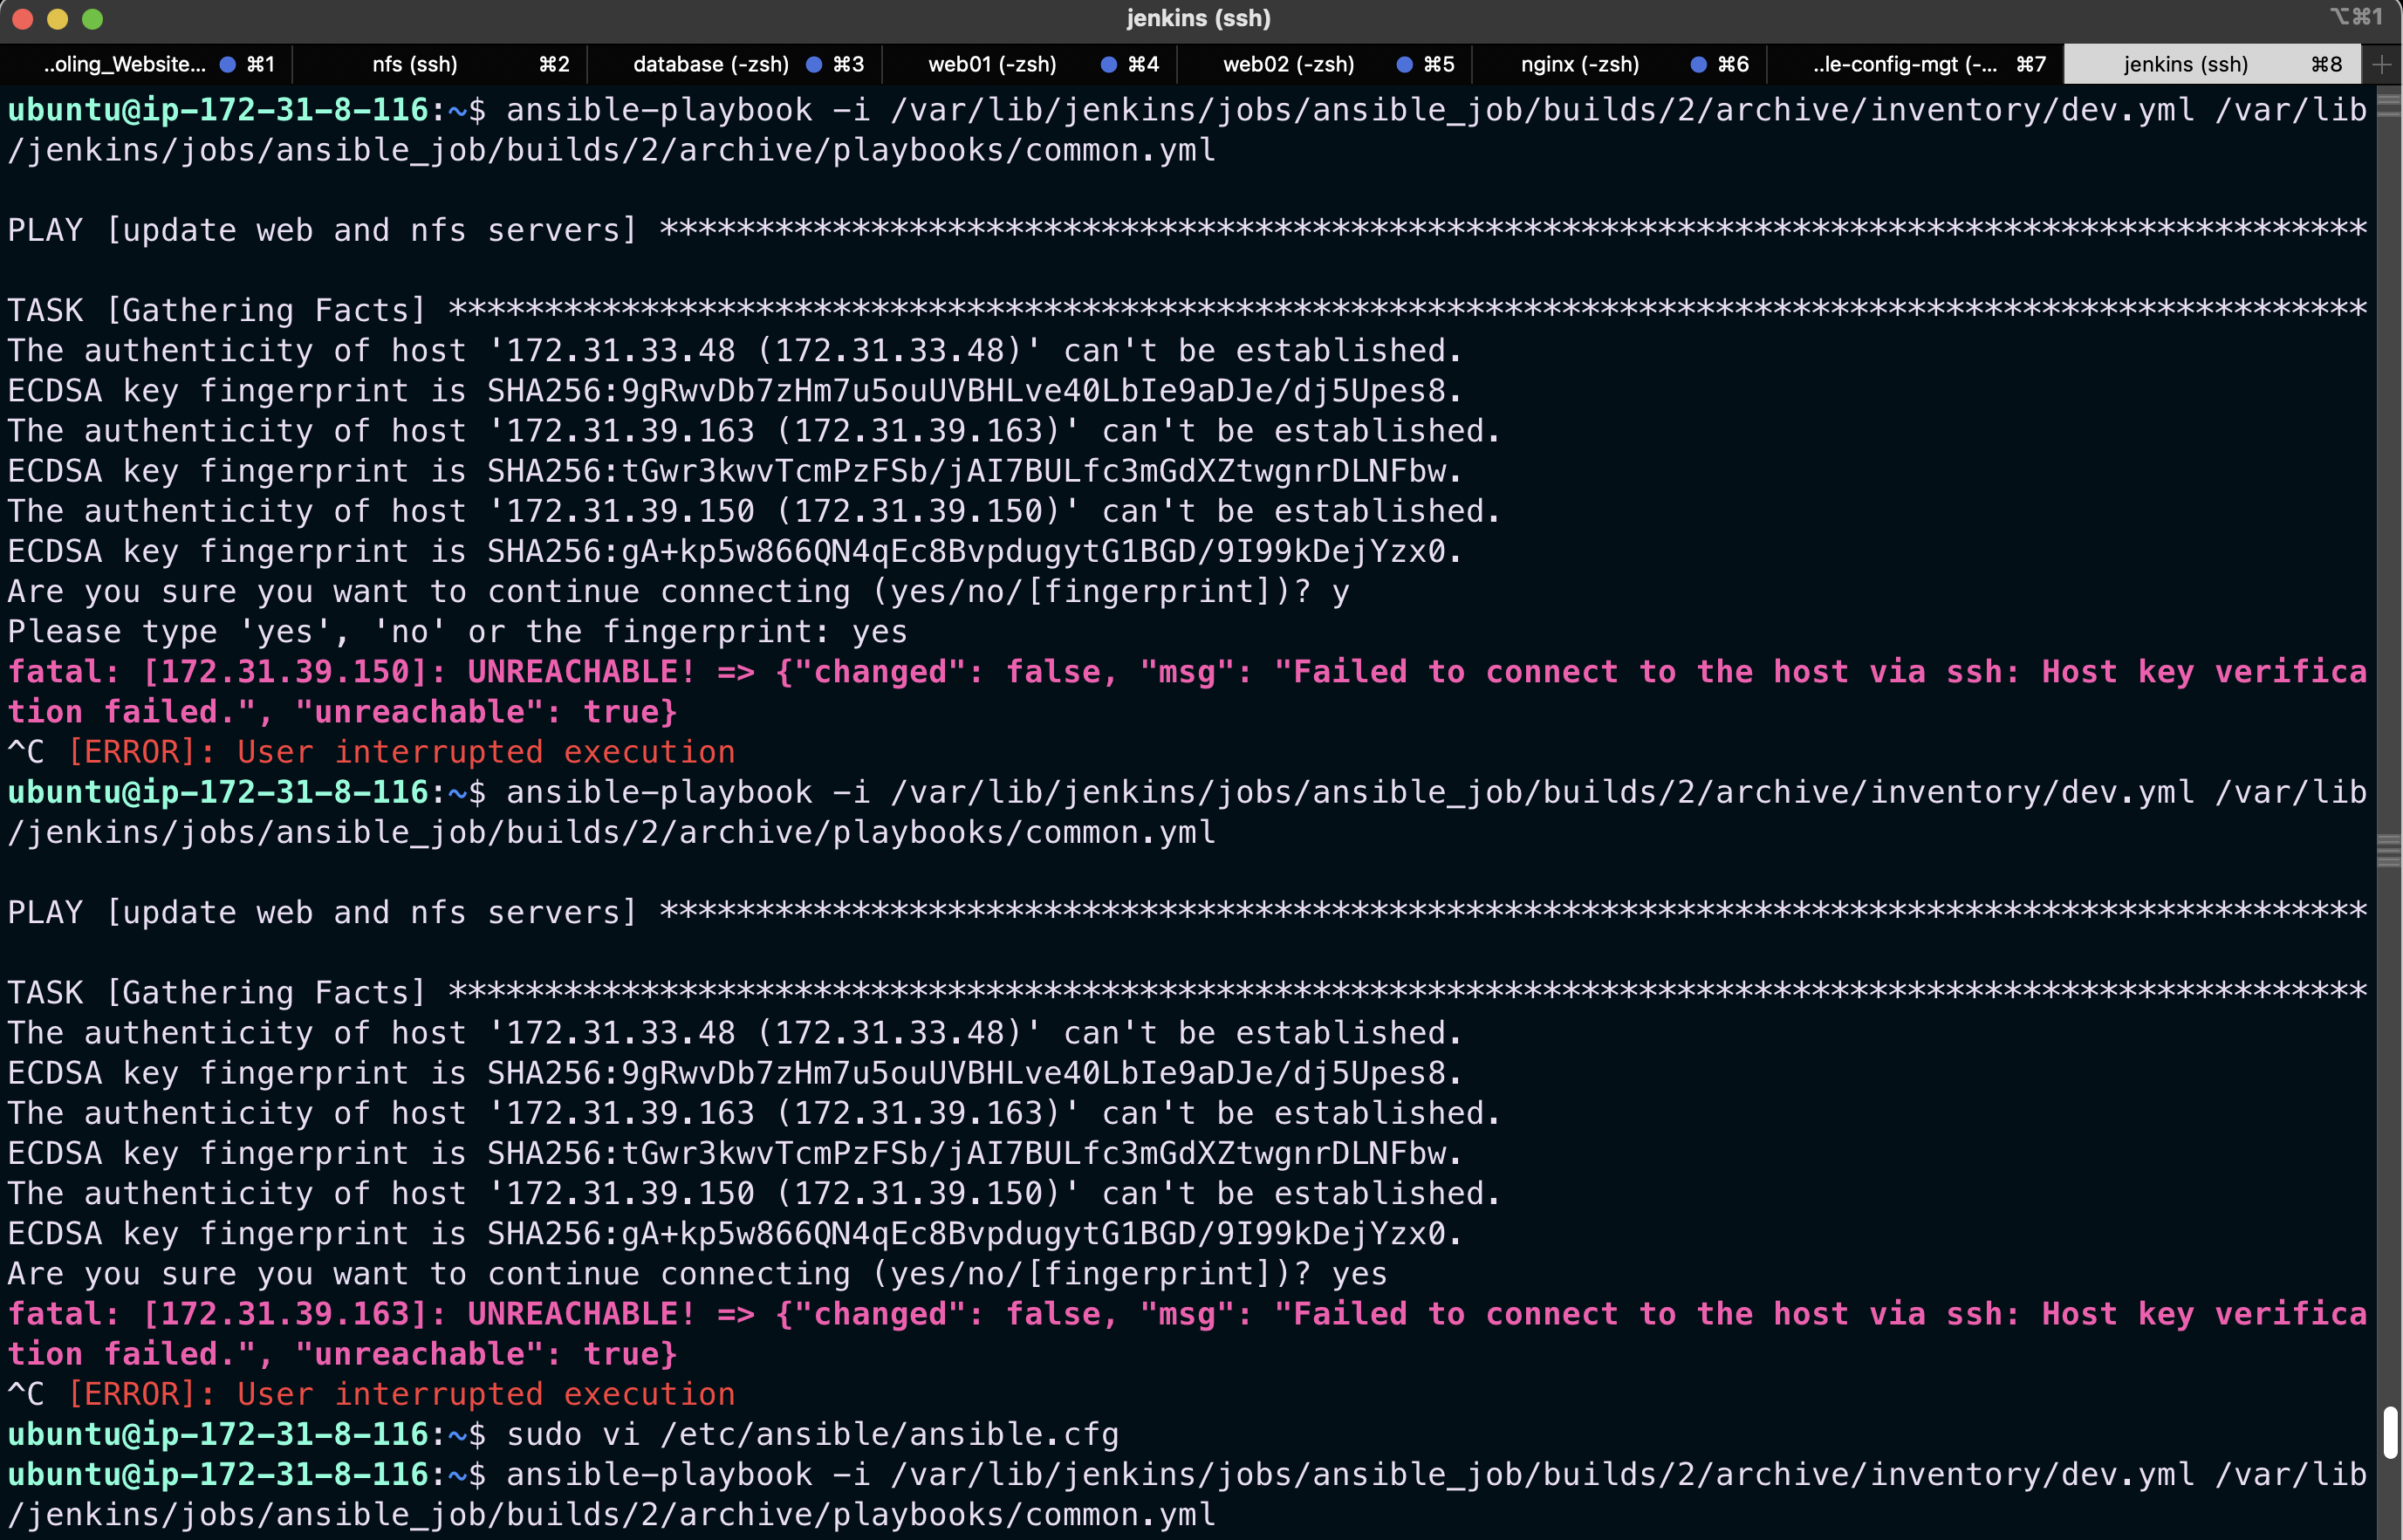 jenkins (ssh)
⌥⌘1
..oling_Website... ⌘1 nfs (ssh) ⌘2 database (-zsh) ⌘3 web01 (-zsh) ⌘4 web02 (-zsh) ⌘5 nginx (-zsh) ⌘6 ..le-config-mgt (-... ⌘7 jenkins (ssh) ⌘8 +
ubuntu@ip-172-31-8-116:~$ ansible-playbook -i /var/lib/jenkins/jobs/ansible_job/builds/2/archive/inventory/dev.yml /var/lib
/jenkins/jobs/ansible_job/builds/2/archive/playbooks/common.yml
PLAY [update web and nfs servers] *****************************************************************************************
TASK [Gathering Facts] ****************************************************************************************************
The authenticity of host '172.31.33.48 (172.31.33.48)' can't be established.
ECDSA key fingerprint is SHA256:9gRwvDb7zHm7u5ouUVBHLve40LbIe9aDJe/dj5Upes8.
The authenticity of host '172.31.39.163 (172.31.39.163)' can't be established.
ECDSA key fingerprint is SHA256:tGwr3kwvTcmPzFSb/jAI7BULfc3mGdXZtwgnrDLNFbw.
The authenticity of host '172.31.39.150 (172.31.39.150)' can't be established.
ECDSA key fingerprint is SHA256:gA+kp5w866QN4qEc8BvpdugytG1BGD/9I99kDejYzx0.
Are you sure you want to continue connecting (yes/no/[fingerprint])? y
Please type 'yes', 'no' or the fingerprint: yes
fatal: [172.31.39.150]: UNREACHABLE! => {"changed": false, "msg": "Failed to connect to the host via ssh: Host key verifica
tion failed.", "unreachable": true}
^C [ERROR]: User interrupted execution
ubuntu@ip-172-31-8-116:~$ ansible-playbook -i /var/lib/jenkins/jobs/ansible_job/builds/2/archive/inventory/dev.yml /var/lib
/jenkins/jobs/ansible_job/builds/2/archive/playbooks/common.yml
PLAY [update web and nfs servers] *****************************************************************************************
TASK [Gathering Facts] ****************************************************************************************************
The authenticity of host '172.31.33.48 (172.31.33.48)' can't be established.
ECDSA key fingerprint is SHA256:9gRwvDb7zHm7u5ouUVBHLve40LbIe9aDJe/dj5Upes8.
The authenticity of host '172.31.39.163 (172.31.39.163)' can't be established.
ECDSA key fingerprint is SHA256:tGwr3kwvTcmPzFSb/jAI7BULfc3mGdXZtwgnrDLNFbw.
The authenticity of host '172.31.39.150 (172.31.39.150)' can't be established.
ECDSA key fingerprint is SHA256:gA+kp5w866QN4qEc8BvpdugytG1BGD/9I99kDejYzx0.
Are you sure you want to continue connecting (yes/no/[fingerprint])? yes
fatal: [172.31.39.163]: UNREACHABLE! => {"changed": false, "msg": "Failed to connect to the host via ssh: Host key verifica
tion failed.", "unreachable": true}
^C [ERROR]: User interrupted execution
ubuntu@ip-172-31-8-116:~$ sudo vi /etc/ansible/ansible.cfg
ubuntu@ip-172-31-8-116:~$ ansible-playbook -i /var/lib/jenkins/jobs/ansible_job/builds/2/archive/inventory/dev.yml /var/lib
/jenkins/jobs/ansible_job/builds/2/archive/playbooks/common.yml